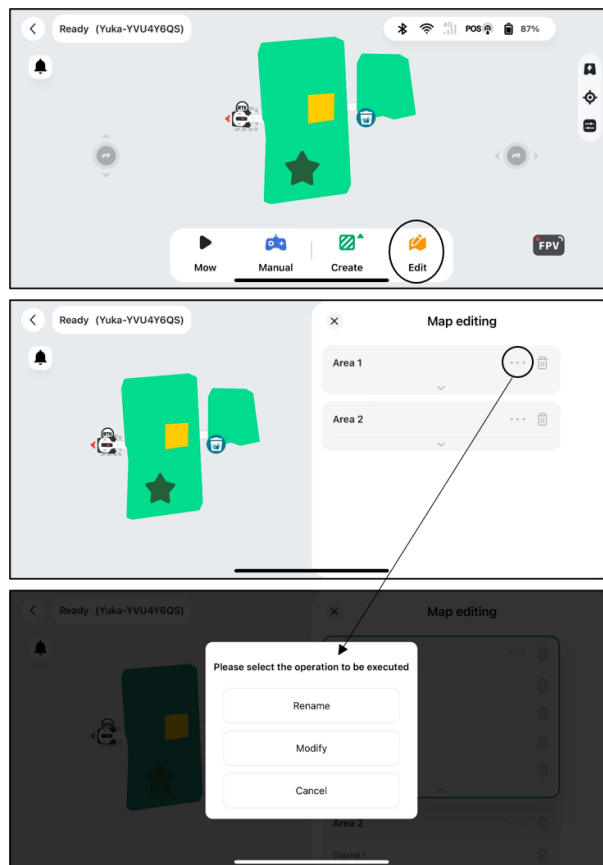 Ready (Yuka-YVU4Y6QS)
4G
POS
87%
RTK
Mow
Manual
Create
Edit
FPV
Ready (Yuka-YVU4Y6QS)
Map editing
RTK
Area 1
Area 2
Ready (Yuka-YVU4Y6QS)
Map editing
RTK
Please select the operation to be executed
Rename
Modify
Cancel
Area 2
Channel 1